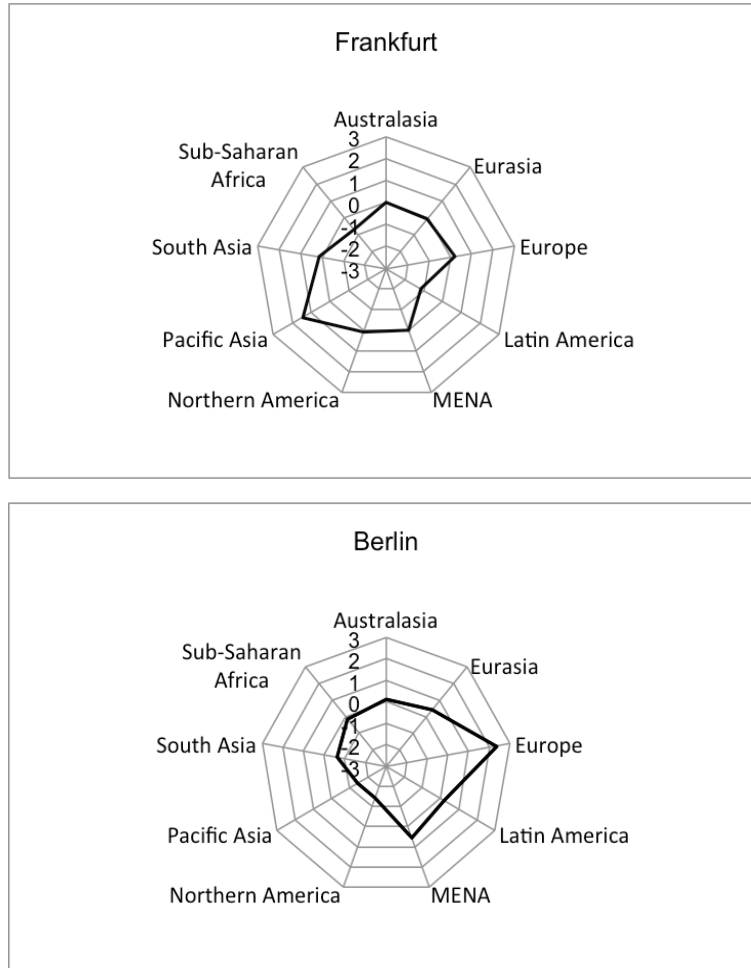 Frankfurt
Australasia
3
Sub-Saharan
Africa
2
Eurasia
1
0
South Asia
-1
Europe
-2
-3
Pacific Asia
Latin America
Northern America
MENA
Berlin
Australasia
3
Sub-Saharan
Africa
2
Eurasia
1
0
South Asia
-1
Europe
-2
-3
Pacific Asia
Latin America
Northern America
MENA